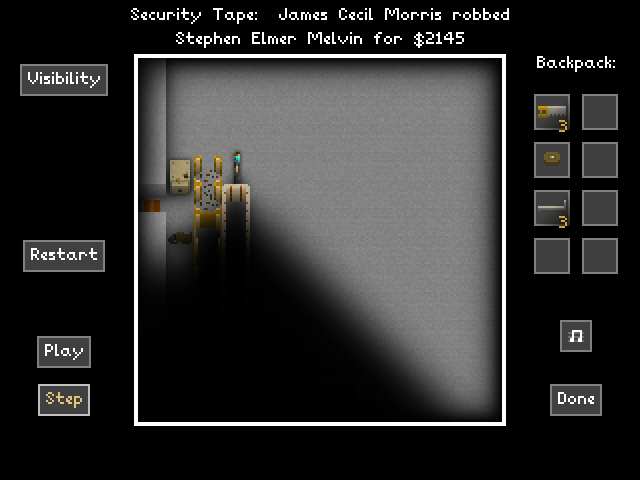 Security Tape:  James Cecil Morris robbed
Stephen Elmer Melvin for $2145
Visibility
Backpack:
3
3
Restart
Play
Step
Done